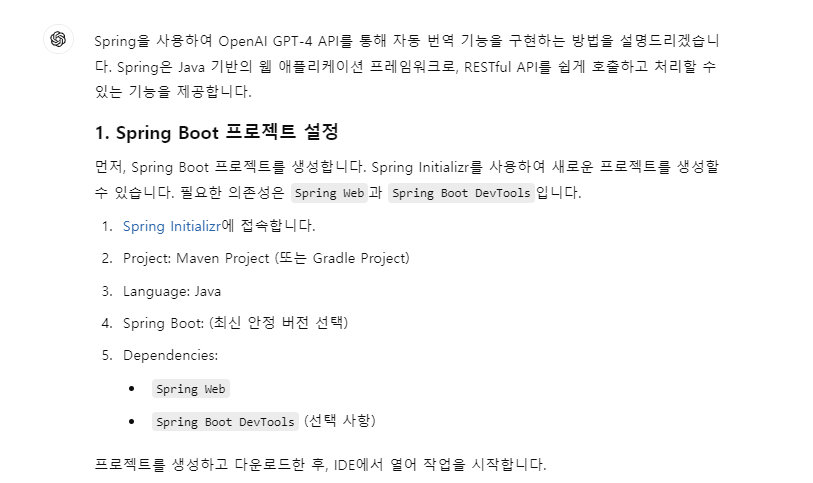 Spring을 사용하여 OpenAI GPT-4 API를 통해 자동 번역 기능을 구현하는 방법을 설명드리겠습니
다. Spring은 Java 기반의 웹 애플리케이션 프레임워크로, RESTful API를 쉽게 호출하고 처리할 수
있는 기능을 제공합니다.
1. Spring Boot 프로젝트 설정
먼저, Spring Boot 프로젝트를 생성합니다. Spring Initializr를 사용하여 새로운 프로젝트를 생성할
수 있습니다. 필요한 의존성은 Spring Web과 Spring Boot DevTools입니다.
1. Spring Initializr에 접속합니다.
2. Project: Maven Project (또는 Gradle Project)
3. Language: Java
4. Spring Boot: (최신 안정 버전 선택)
5. Dependencies:
• Spring Web
• Spring Boot DevTools (선택 사항)
프로젝트를 생성하고 다운로드한 후, IDE에서 열어 작업을 시작합니다.